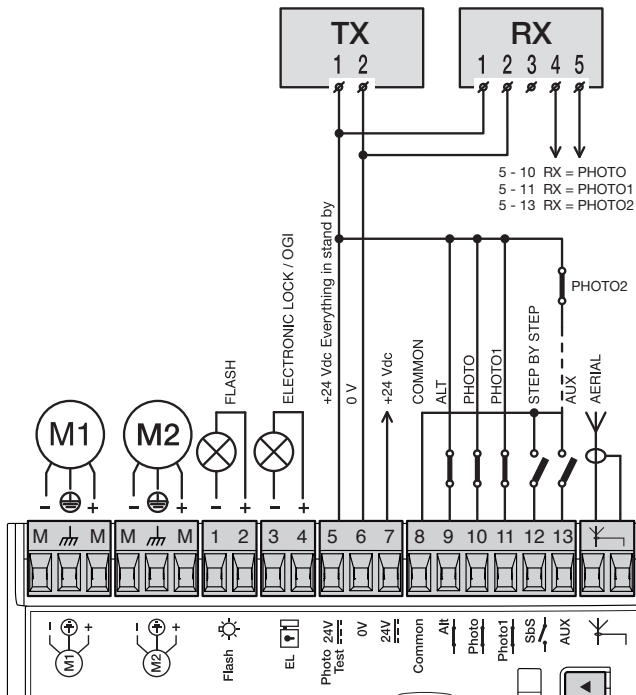 TX
1 2
RX
1 2 3 4 5
5 - 10 RX = PHOTO
5 - 11 RX = PHOTO1
5 - 13 RX = PHOTO2
PHOTO2
FLASH
ELECTRONIC LOCK / OGI
+24 Vdc Everything in stand by
0 V
+24 Vdc
COMMON
ALT
PHOTO
PHOTO1
STEP BY STEP
AUX
AERIAL
M1
M2
- +
- +
- +
- +
M M M M 1 2 3 4 5 6 7 8 9 10 11 12 13
- +
M1
- +
M2
Flash
EL
Photo 24V
Test
0V
24V
Common
Alt
Photo
Photo1
SbS
AUX